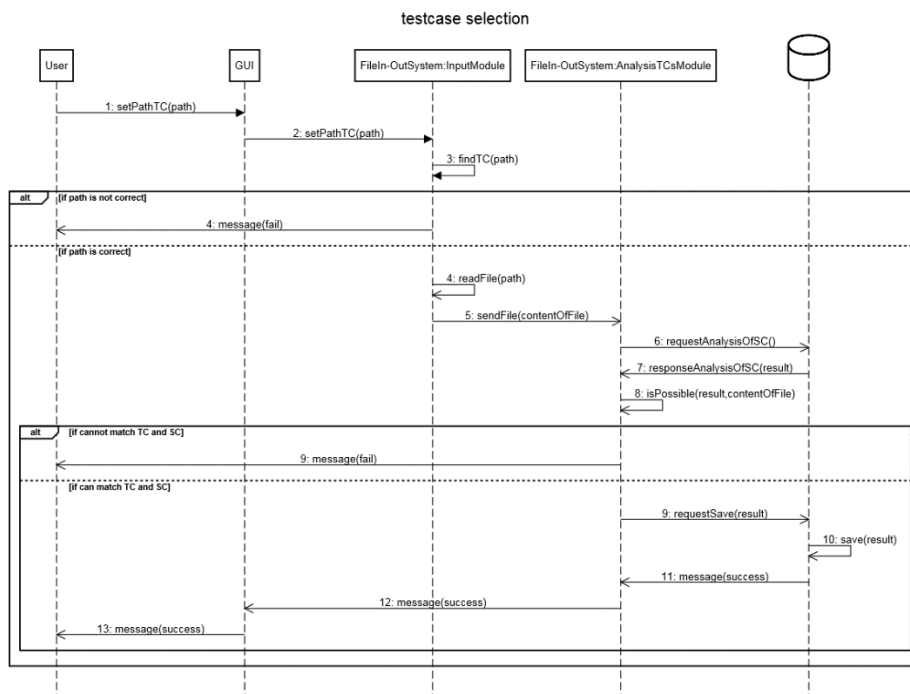 testcase selection
User
GUI
FileIn-OutSystem:InputModule
FileIn-OutSystem:AnalysisTCsModule
1: setPathTC(path)
2: setPathTC(path)
3: findTC(path)
alt
[if path is not correct]
4: message(fail)
[if path is correct]
4: readFile(path)
5: sendFile(contentOfFile)
6: requestAnalysisOfSC()
7: responseAnalysisOfSC(result)
8: isPossible(result,contentOfFile)
alt
[if cannot match TC and SC]
9: message(fail)
[if can match TC and SC]
9: requestSave(result)
10: save(result)
11: message(success)
12: message(success)
13: message(success)